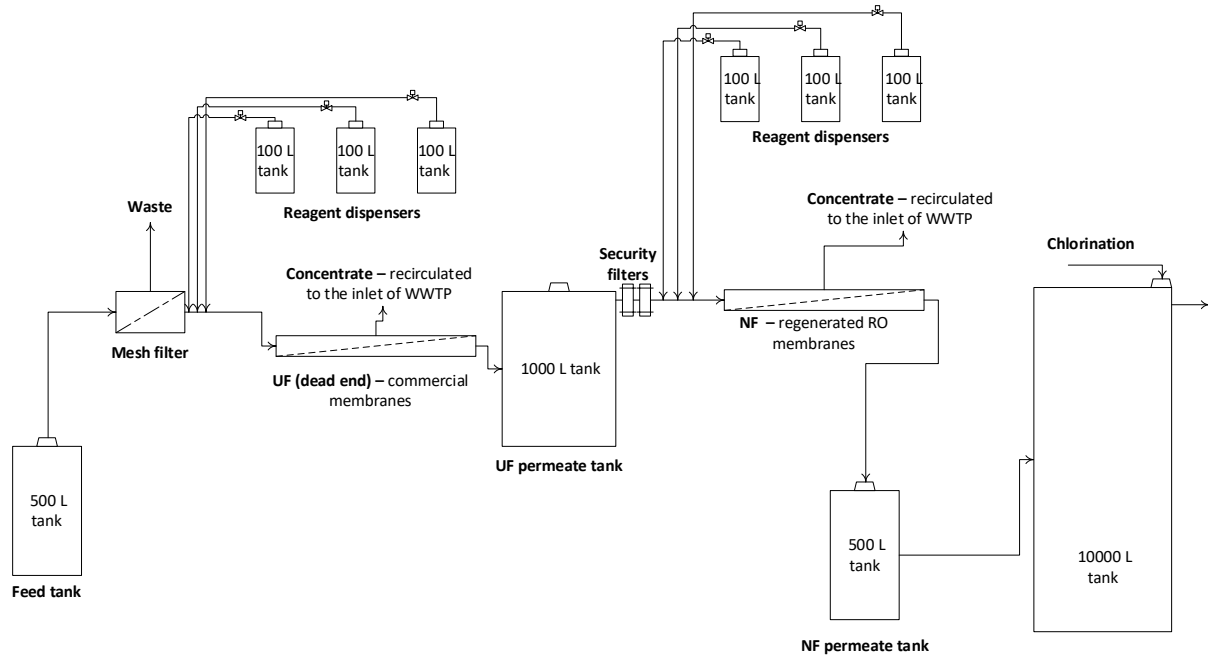 100 L
tank
100 L
tank
100 L
tank
Reagent dispensers
100 L
tank
100 L
tank
100 L
tank
Reagent dispensers
Waste
Mesh filter
Concentrate – recirculated
to the inlet of WWTP
UF (dead end) – commercial
membranes
500 L
tank
Feed tank
1000 L tank
UF permeate tank
Security
filters
Concentrate – recirculated
to the inlet of WWTP
NF – regenerated RO
membranes
500 L
tank
NF permeate tank
Chlorination
10000 L
tank